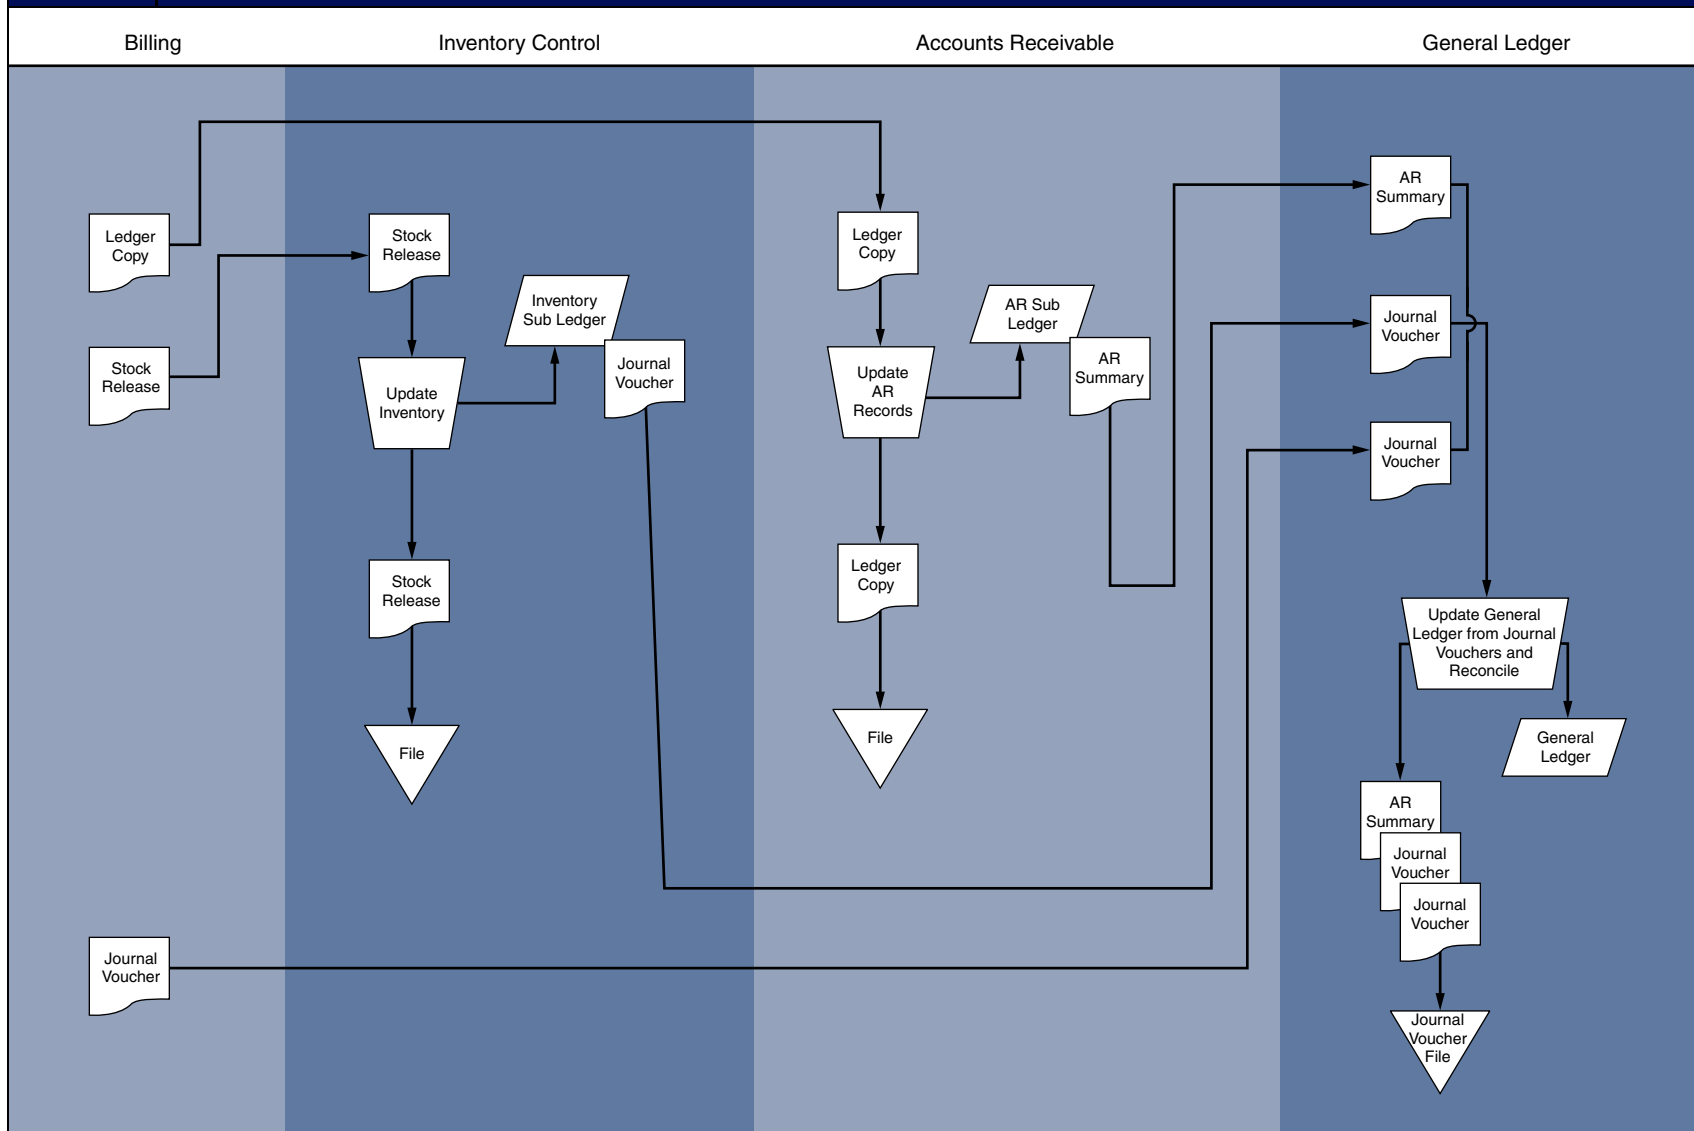 Billing
Inventory Control
Accounts Receivable
General Ledger
Ledger
Copy
Stock
Release
Journal
Voucher
Stock
Release
Inventory
Sub Ledger
Journal
Voucher
Update
Inventory
Stock
Release
File
Ledger
Copy
AR Sub
Ledger
AR
Summary
Update
AR
Records
Ledger
Copy
File
AR
Summary
Journal
Voucher
Journal
Voucher
Update General
Ledger from Journal
Vouchers and
Reconcile
General
Ledger
AR
Summary
Journal
Voucher
Journal
Voucher
Journal
Voucher
File